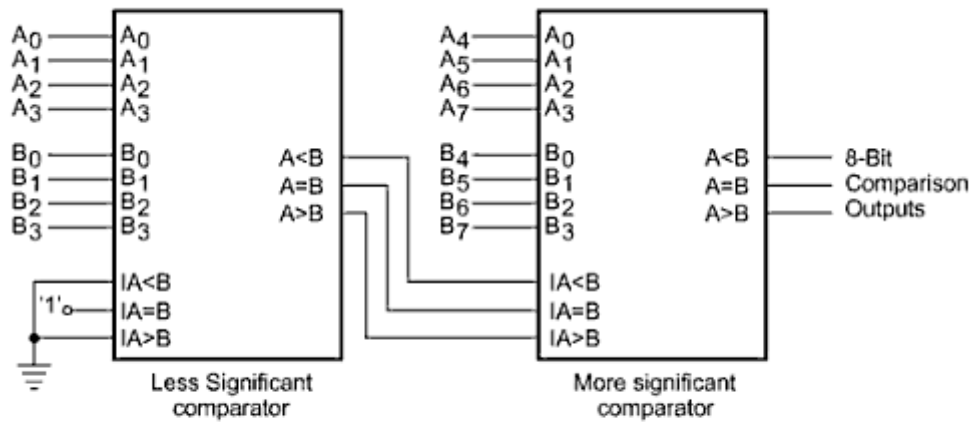 A0
A1
A2
A3
B0
B1
B2
B3
'1'
A0
A1
A2
A3
B0
B1
B2
B3
A<B
A=B
A>B
IA<B
IA=B
IA>B
Less Significant
comparator
A4
A5
A6
A7
B4
B5
B6
B7
A0
A1
A2
A3
B0
B1
B2
B3
A<B
A=B
A>B
IA<B
IA=B
IA>B
8-Bit
Comparison
Outputs
More significant
comparator